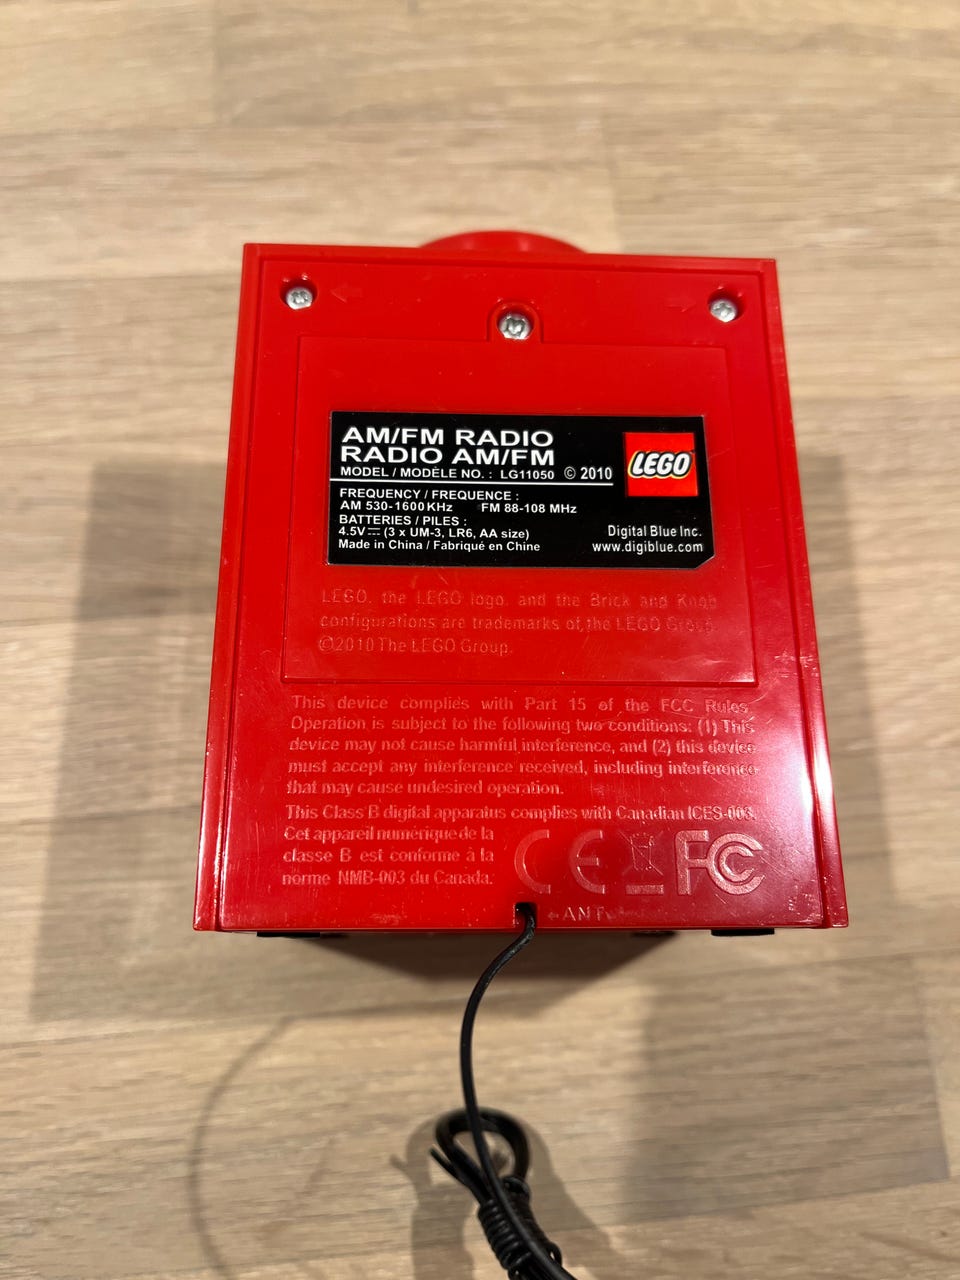 AM/FM RADIO
RADIO AM/FM
MODEL / MODÈLE NO. : LG11050 © 2010
LEGO
FREQUENCY / FREQUENCE :
AM 530-1600KHz FM 88-108 MHz
BATTERIES / PILES :
4.5V⎓ (3 x UM-3, LR6, AA size)
Made in China / Fabriqué en Chine
Digital Blue Inc.
www.digiblue.com
LEGO, the LEGO logo, and the Brick and Knob
configurations are trademarks of the LEGO Group.
©2010 The LEGO Group.
This device complies with Part 15 of the FCC Rules
Operation is subject to the following two conditions: (1) This
device may not cause harmful interference, and (2) this device
must accept any interference received, including interference
that may cause undesired operation.
This Class B digital apparatus complies with Canadian ICES-003.
Cet appareil numérique de la
classe B est conforme à la
norme NMB-003 du Canada.
CE FC
←ANT